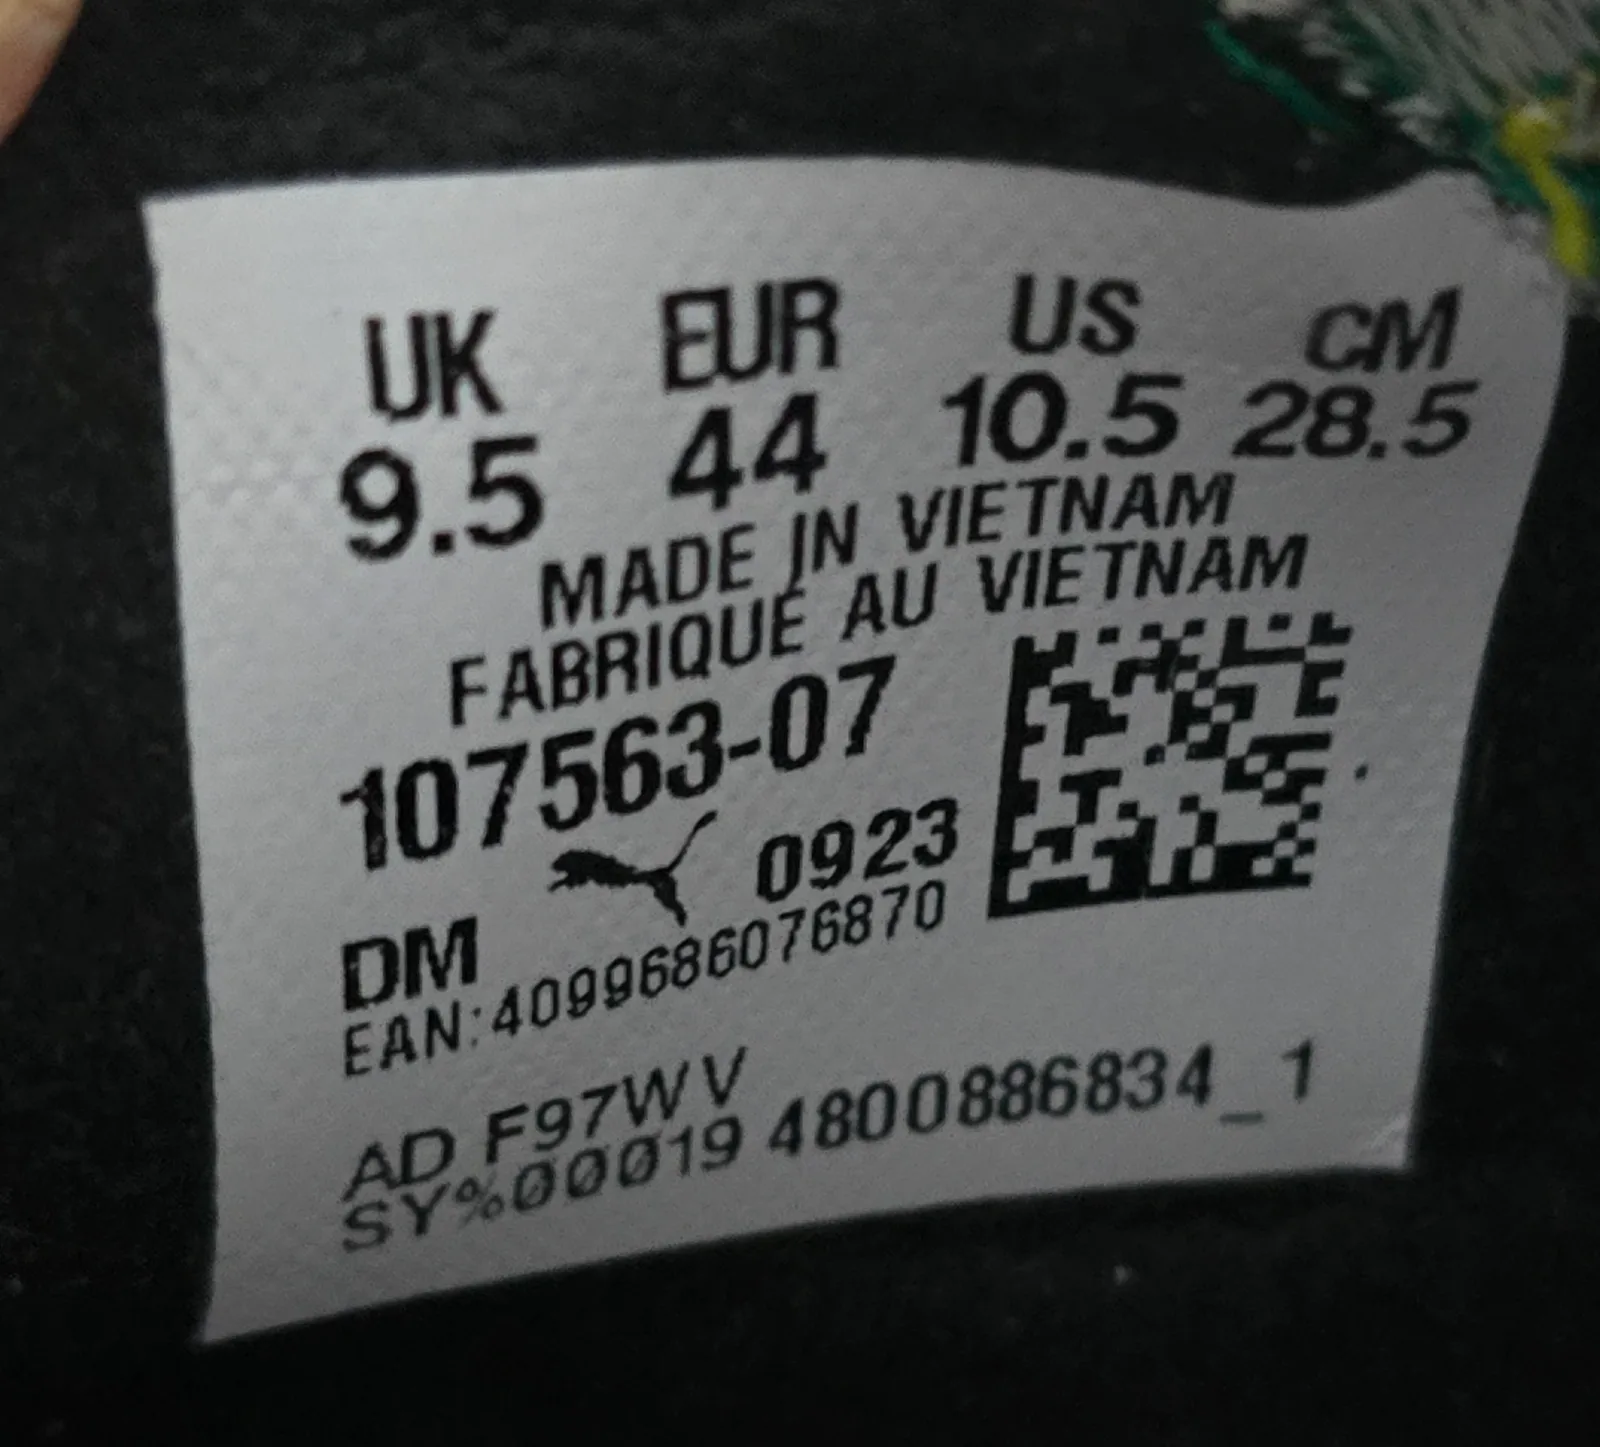 UK EUR US CM
9.5 44 10.5 28.5
MADE IN VIETNAM
FABRIQUÉ AU VIETNAM
107563-07
0923
DM
EAN:4099686076870
AD F97WV
SY%00019 4800886834_1